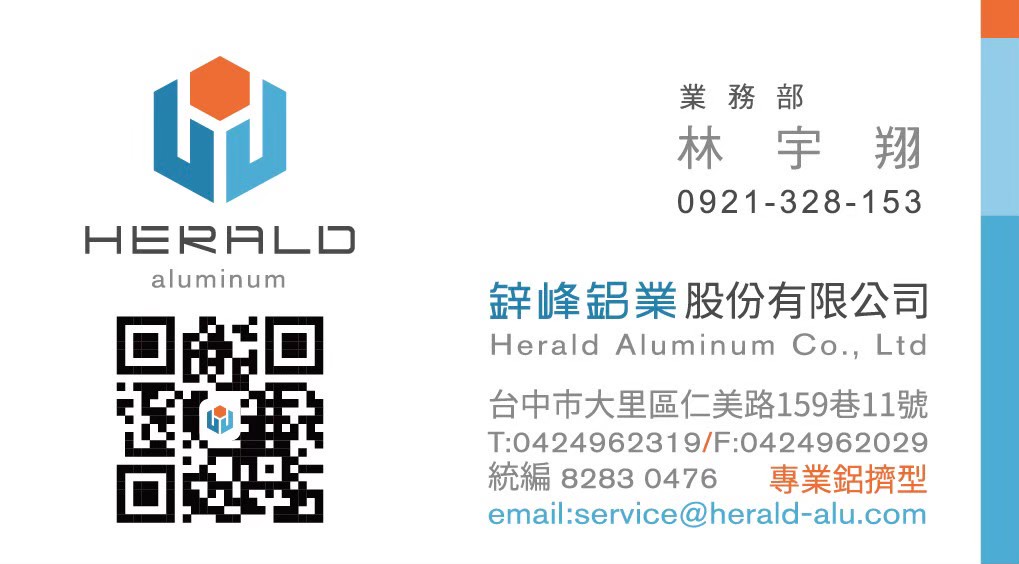 HERALD
aluminum
業務部
林宇翔
0921-328-153
鋅峰鋁業股份有限公司
Herald Aluminum Co., Ltd
台中市大里區仁美路159巷11號
T:0424962319/F:0424962029
統編 8283 0476 專業鋁擠型
email:service@herald-alu.com